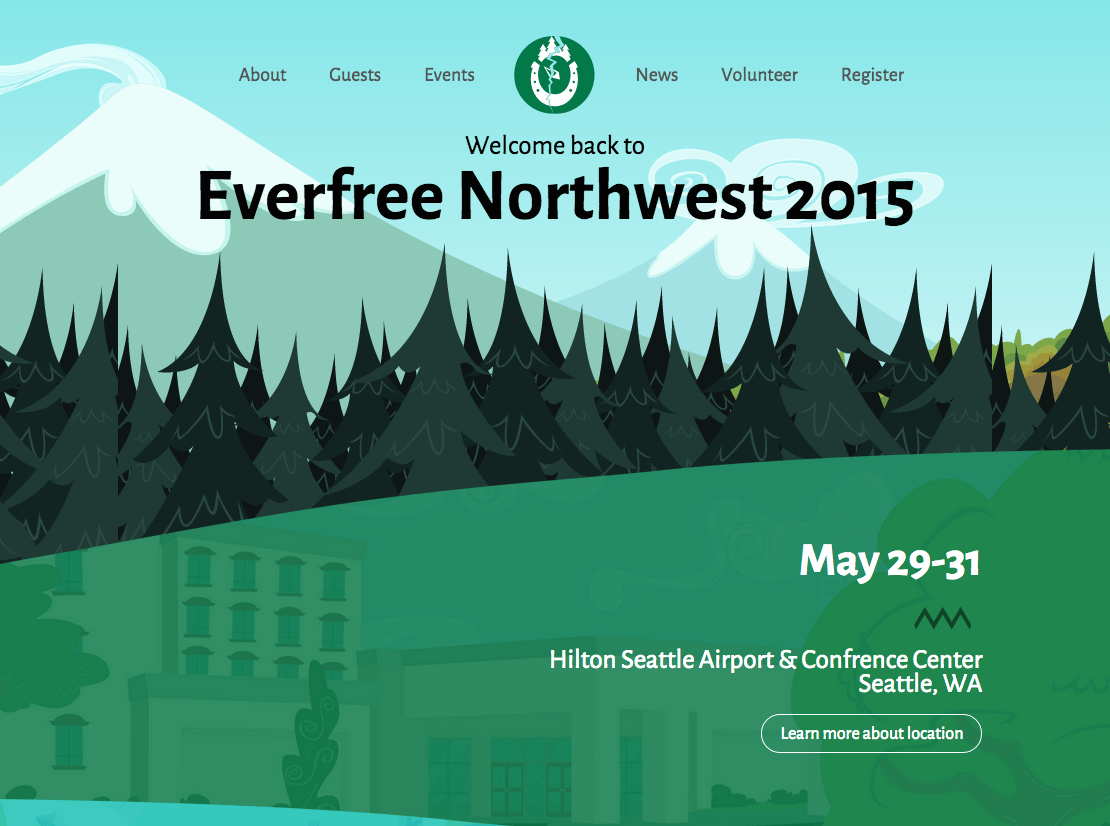 About Guests Events News Volunteer Register
Welcome back to
Everfree Northwest 2015
May 29-31
Hilton Seattle Airport & Confrence Center
Seattle, WA
Learn more about location